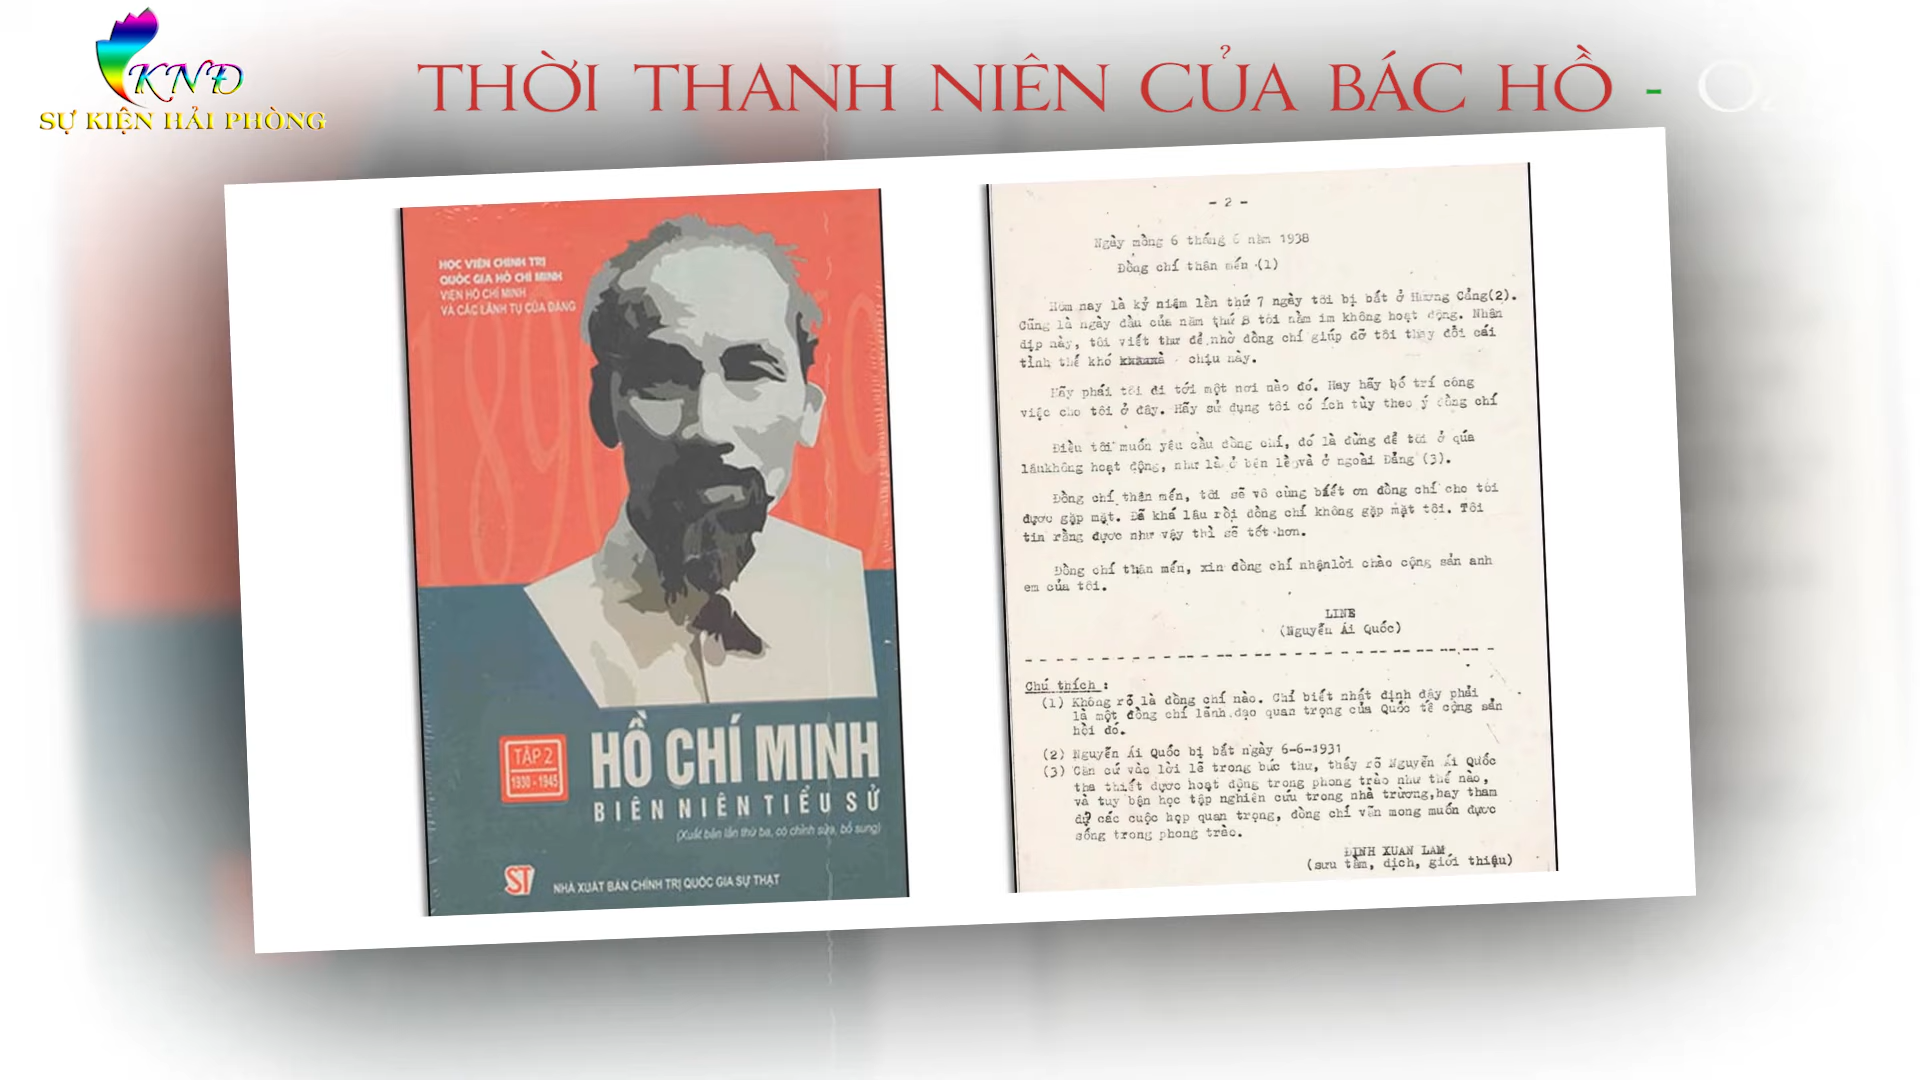 KNĐ
SỰ KIỆN HẢI PHÒNG
THỜI THANH NIÊN CỦA BÁC HỒ -
HỌC VIỆN CHÍNH TRỊ
QUỐC GIA HỒ CHÍ MINH
VIỆN HỒ CHÍ MINH
VÀ CÁC LÃNH TỤ CỦA ĐẢNG
TẬP 2
1930 - 1945
HỒ CHÍ MINH
BIÊN NIÊN TIỂU SỬ
(Xuất bản lần thứ ba, có chỉnh sửa, bổ sung)
ST
NHÀ XUẤT BẢN CHÍNH TRỊ QUỐC GIA SỰ THẬT
- 2 -
Ngày mồng 6 tháng 6 năm 1938
Đồng chí thân mến (1)
Hôm nay là kỷ niệm lần thứ 7 ngày tôi bị bắt ở Hương Cảng(2).
Cũng là ngày đầu của năm thứ 8 tôi nằm im không hoạt động. Nhân
dịp này, tôi viết thư để nhờ đồng chí giúp đỡ tôi thay đổi cái
tình thế khó chịu này.
Hãy phái tôi đi tới một nơi nào đó. Hay hãy bố trí công
việc cho tôi ở đây. Hãy sử dụng tôi có ích tùy theo ý đồng chí
Điều tôi muốn yêu cầu đồng chí, đó là đừng để tôi ở qúa
lâukhông hoạt động, như là ở bên lềvà ở ngoài Đảng (3).
Đồng chí thân mến, tôi sẽ vô cùng biết ơn đồng chí cho tôi
được gặp mặt. Đã khá lâu rồi đồng chí không gặp mặt tôi. Tôi
tin rằng được như vậy thì sẽ tốt hơn.
Đồng chí thân mến, xin đồng chí nhậnlời chào cộng sản anh
em của tôi.
LINE
(Nguyễn Ái Quốc)
Chú thích :
(1) Không rõ là đồng chí nào. Chỉ biết nhất định đây phải
là một đồng chí lãnh đạo quan trọng của Quốc tế cộng sản
hồi đó.
(2) Nguyễn Ái Quốc bị bắt ngày 6-6-1931
(3) Căn cứ vào lời lẽ trong bức thư, thấy rõ Nguyễn Ái Quốc
tha thiết được hoạt động trong phong trào như thế nào,
và tuy bận học tập nghiên cứu trong nhà trường,hay tham
dự các cuộc họp quan trọng, đồng chí vẫn mong muốn được
sống trong phong trào.
ĐINH XUAN LAM
(sưu tầm, dịch, giới thiệu)